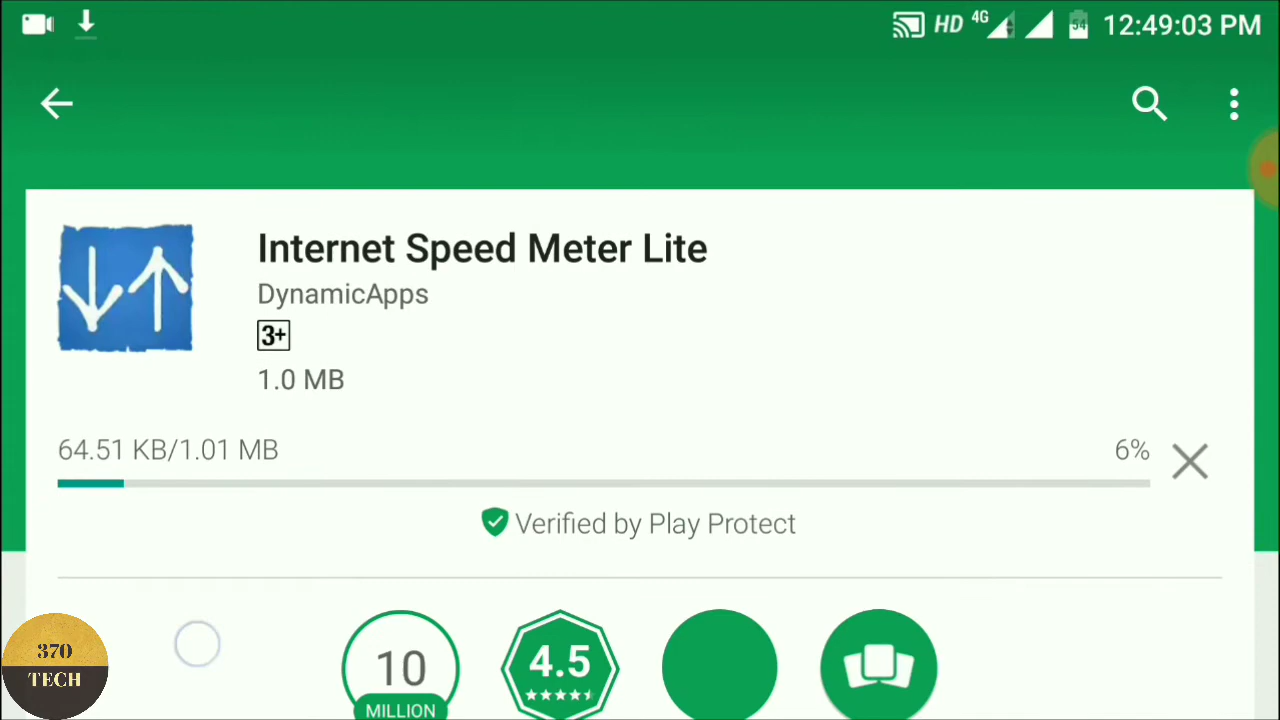 HD 4G 54 12:49:03 PM
Internet Speed Meter Lite
DynamicApps
3+
1.0 MB
64.51 KB/1.01 MB 6%
Verified by Play Protect
10
MILLION
4.5
370
TECH